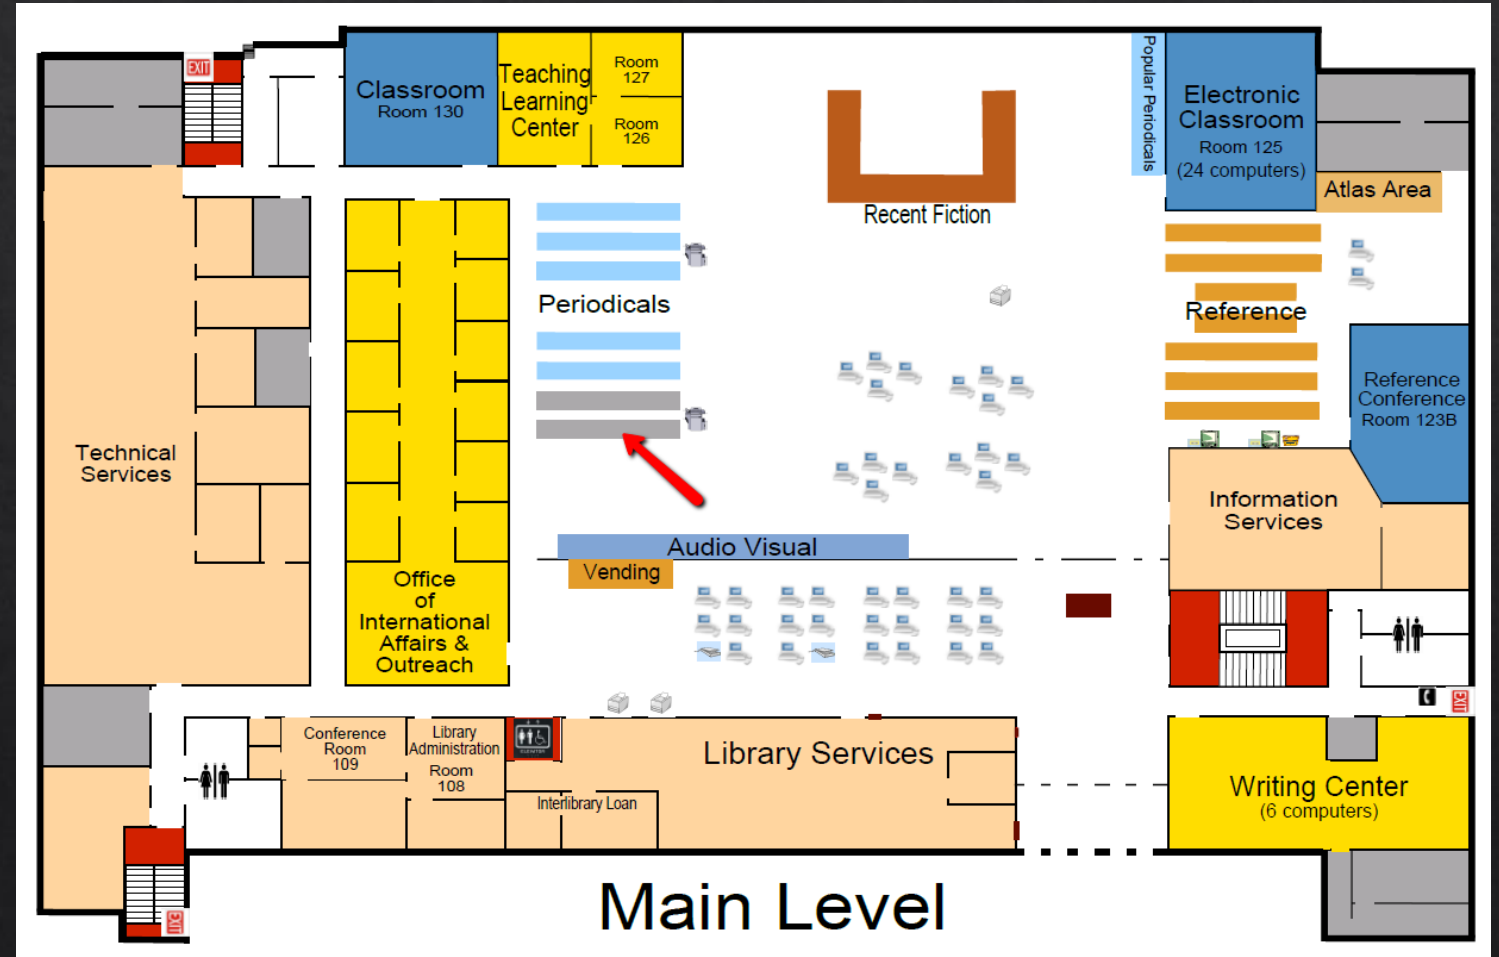 EXIT
Classroom
Room 130
Teaching
Learning
Center
Room
127
Room
126
Popular Periodicals
Electronic
Classroom
Room 125
(24 computers)
Atlas Area
Recent Fiction
Periodicals
Reference
Reference
Conference
Room 123B
Technical
Services
Information
Services
Audio Visual
Vending
Office
of
International
Affairs &
Outreach
EXIT
Conference
Room
109
Library
Administration
Room
108
ELEVATOR
Library Services
Interlibrary Loan
Writing Center
(6 computers)
EXIT
Main Level